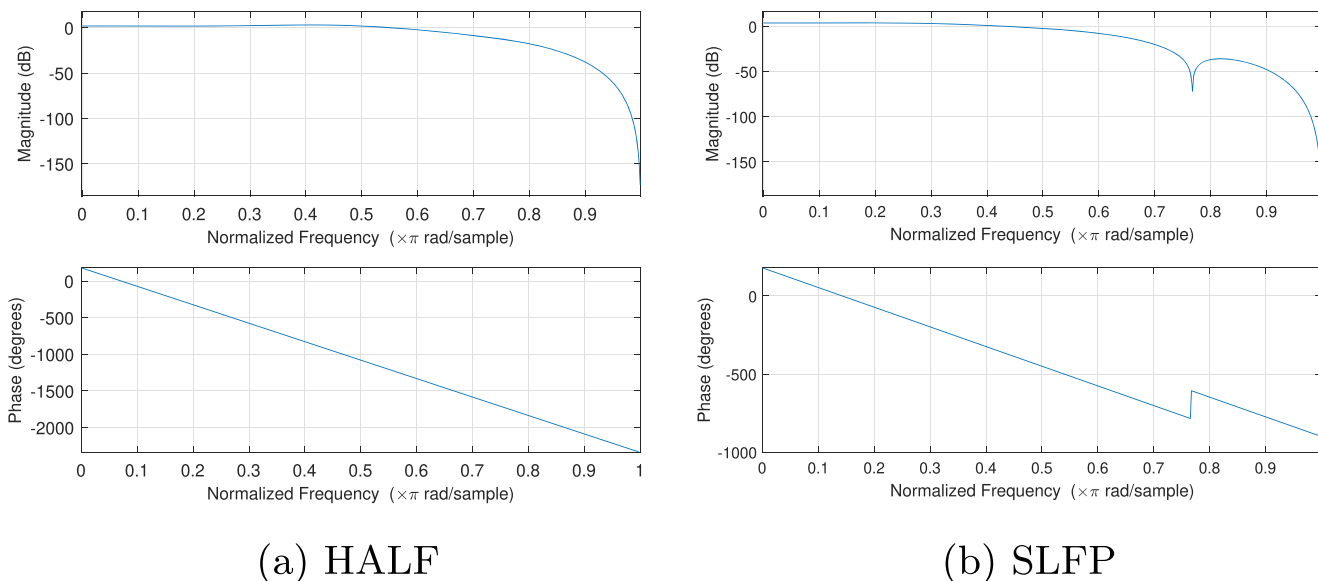 0
-50
-100
-150
Magnitude (dB)
0 0.1 0.2 0.3 0.4 0.5 0.6 0.7 0.8 0.9
Normalized Frequency (×π rad/sample)
0
-500
-1000
-1500
-2000
Phase (degrees)
0 0.1 0.2 0.3 0.4 0.5 0.6 0.7 0.8 0.9 1
Normalized Frequency (×π rad/sample)
(a) HALF
0
-50
-100
-150
Magnitude (dB)
0 0.1 0.2 0.3 0.4 0.5 0.6 0.7 0.8 0.9
Normalized Frequency (×π rad/sample)
0
-500
-1000
Phase (degrees)
0 0.1 0.2 0.3 0.4 0.5 0.6 0.7 0.8 0.9
Normalized Frequency (×π rad/sample)
(b) SLFP